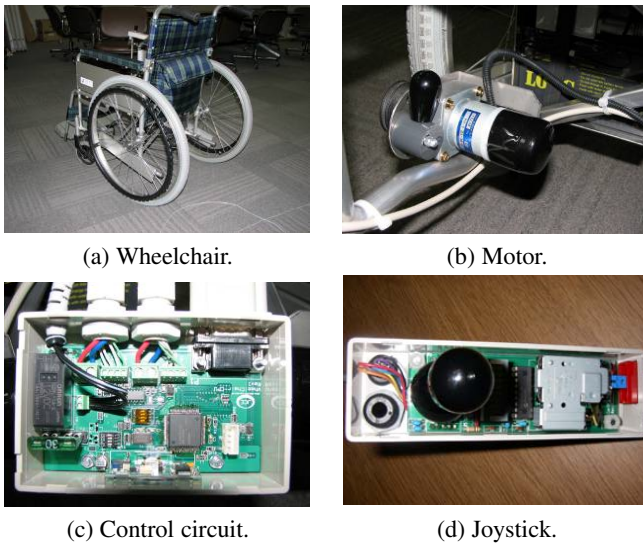 (a) Wheelchair.
(b) Motor.
(c) Control circuit.
(d) Joystick.